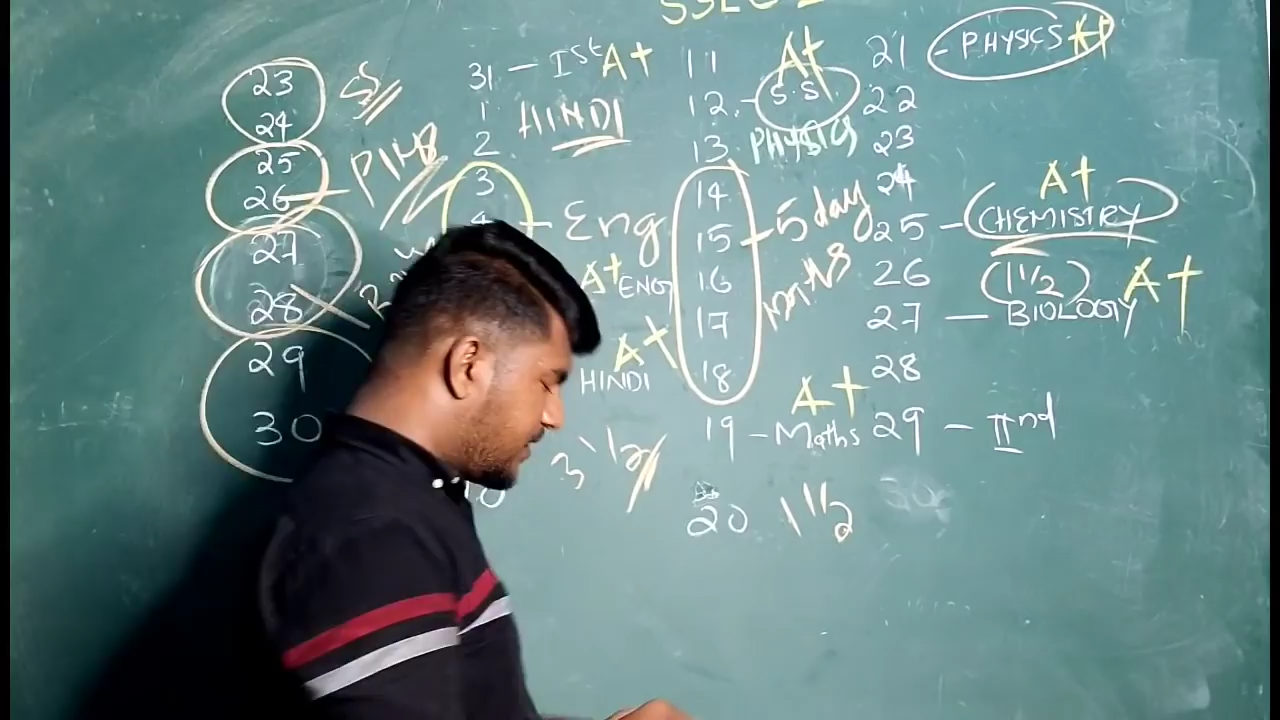 23
24
25
26
27
28
29
30
31 - Ist A+
1 HINDI
2
3
Eng
A+
ENG
A+
HINDI
3 1/2
10
11 A+
12 - S.S
13 PHYSICS
14
15 5 day
16 maths
17
18
A+
19 - Maths
20 1 1/2
21 - PHYSICS A+
22
23
24 A+
25 - CHEMISTRY
26 (1 1/2) A+
27 - BIOLOGY
28
29 - IInd
30